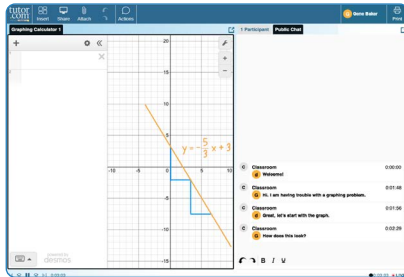 tutor
.com
Insert
Share
Attach
Actions
Dens Baker
Print
Graphing Calculator 1
1 Participant
Public Chat
20
15
10
5
-10
-5
5
10
-5
-10
-15
y = -5/3 x + 3
powered by
desmos
Classroom
0:00:00
Welcome!
Classroom
0:01:48
Hi. I am having trouble with a graphing problem.
Classroom
0:01:56
Great, let's start with the graph.
Classroom
0:02:29
How does this look?
B I U